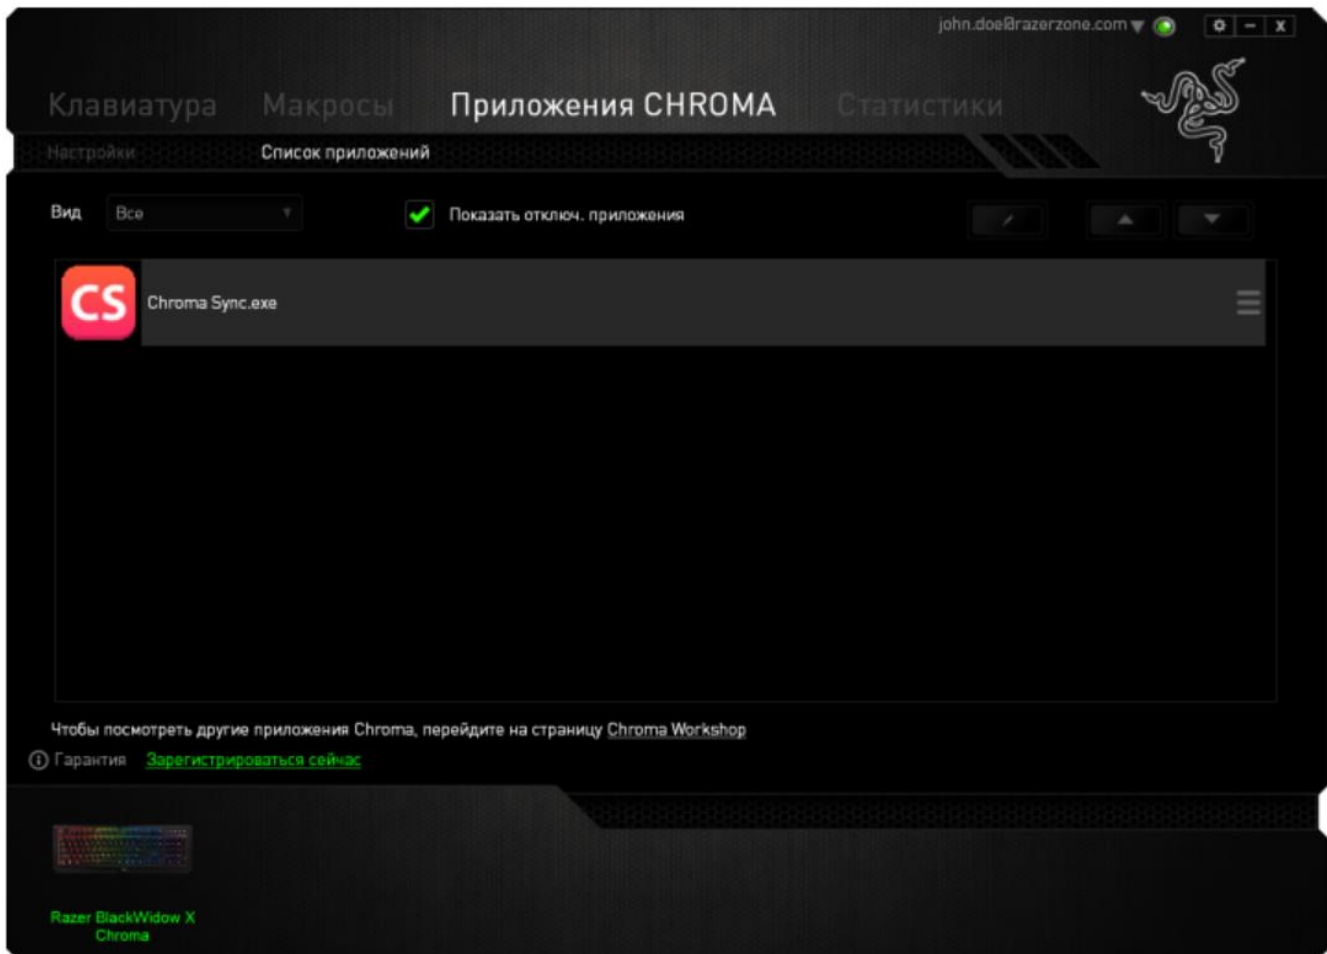 john.doe@razerzone.com
Клавиатура Макросы Приложения CHROMA Статистики
Настройки Список приложений
Вид Все Показать отключ. приложения
CS Chroma Sync.exe
Чтобы посмотреть другие приложения Chroma, перейдите на страницу Chroma Workshop
Гарантия Зарегистрироваться сейчас
Razer BlackWidow X
Chroma